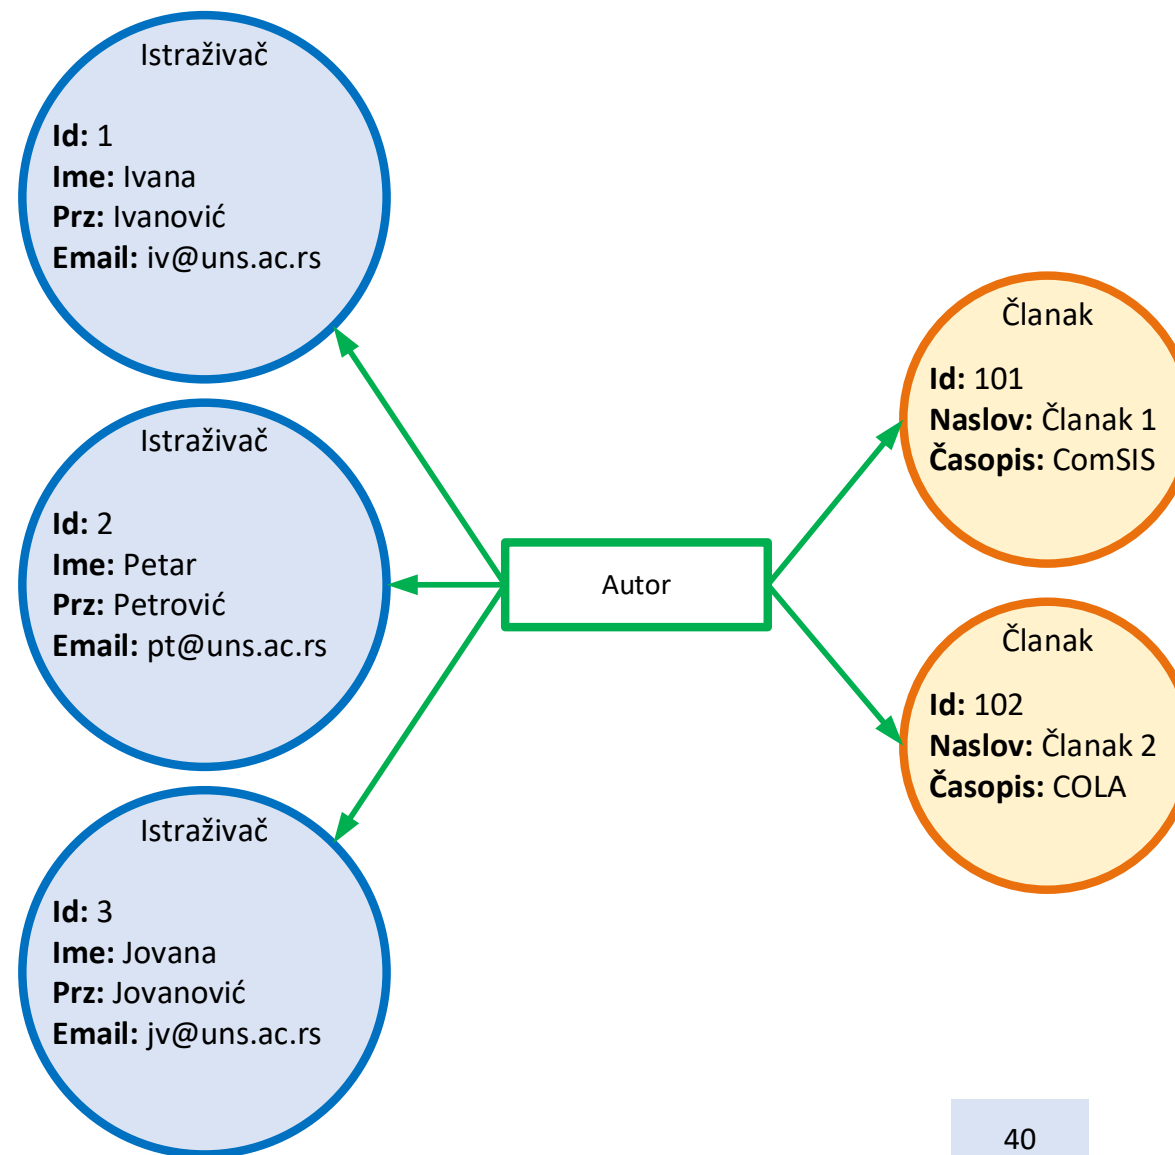 Istraživač
Id: 1
Ime: Ivana
Prz: Ivanović
Email: iv@uns.ac.rs
Istraživač
Id: 2
Ime: Petar
Prz: Petrović
Email: pt@uns.ac.rs
Istraživač
Id: 3
Ime: Jovana
Prz: Jovanović
Email: jv@uns.ac.rs
Autor
Članak
Id: 101
Naslov: Članak 1
Časopis: ComSIS
Članak
Id: 102
Naslov: Članak 2
Časopis: COLA
40